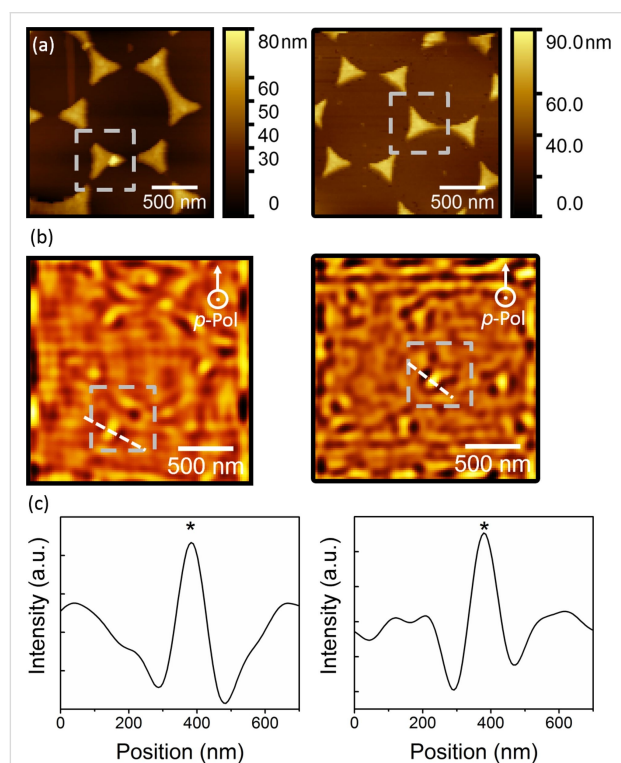 (a)
80 nm
60
40
30
20
0
500 nm
90.0 nm
60.0
30.0
0.0
500 nm
(b)
p-Pol
500 nm
p-Pol
500 nm
(c)
*
Intensity (a.u.)
0 200 400 600
Position (nm)
*
Intensity (a.u.)
0 200 400 600
Position (nm)